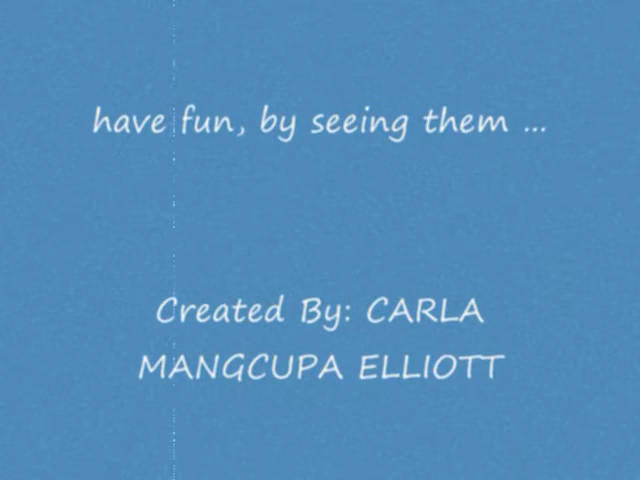 have fun, by seeing them ...
Created By: CARLA
MANGCUPA ELLIOTT